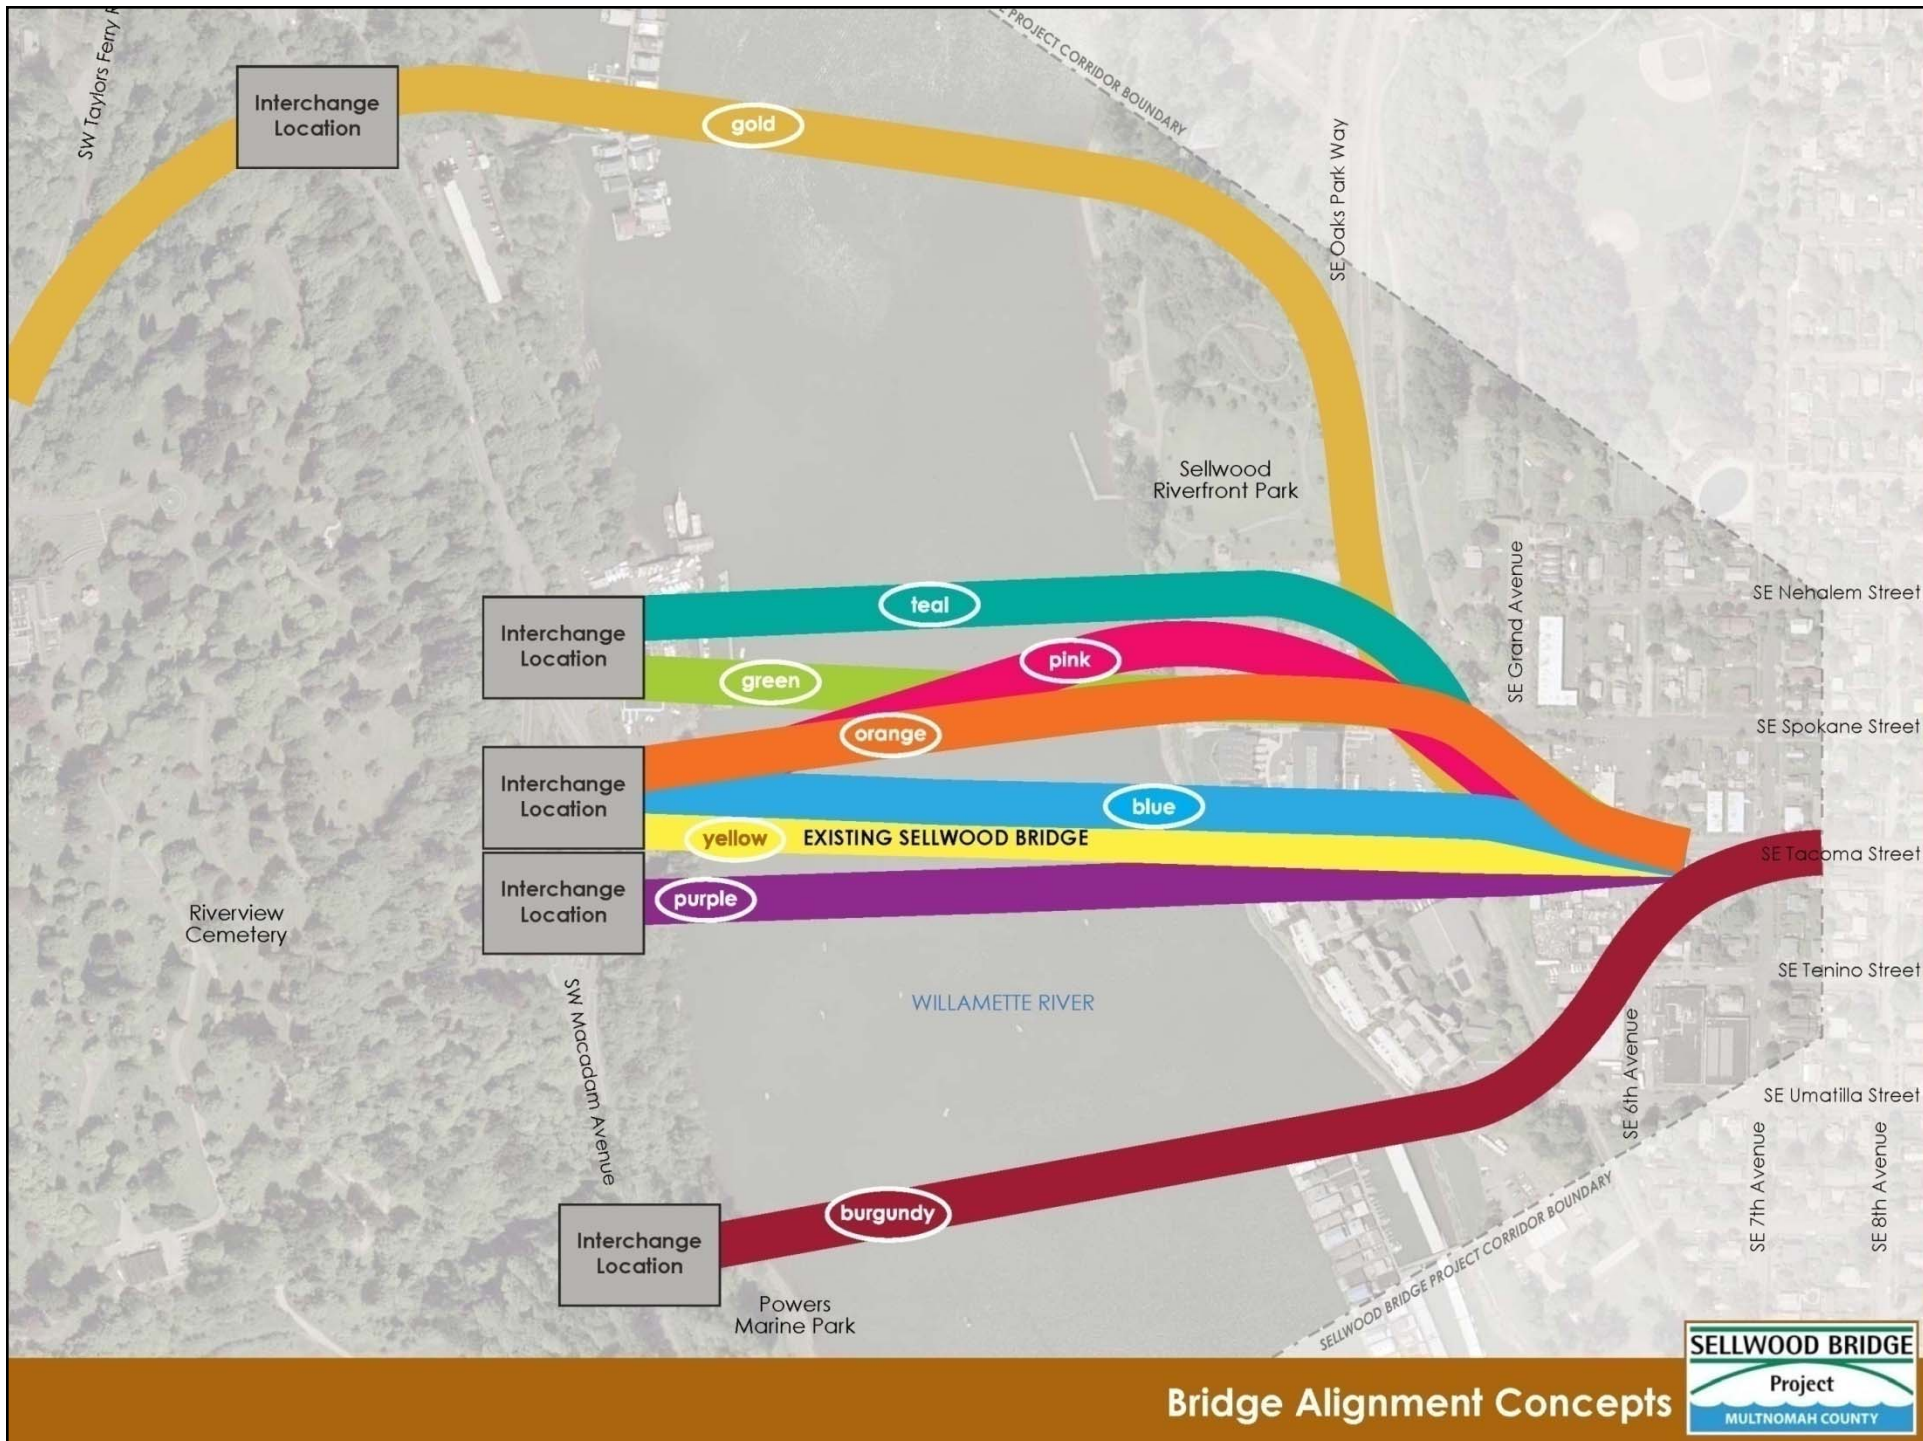 SW Taylors Ferry R
Interchange
Location
gold
E PROJECT CORRIDOR BOUNDARY
SE Oaks Park Way
Sellwood
Riverfront Park
SE Grand Avenue
SE Nehalem Street
Interchange
Location
teal
green
pink
SE Spokane Street
Interchange
Location
orange
blue
yellow
EXISTING SELLWOOD BRIDGE
SE Tacoma Street
Interchange
Location
purple
Riverview
Cemetery
SW Macadam Avenue
WILLAMETTE RIVER
SE Tenino Street
SE 6th Avenue
SE Umatilla Street
SE 7th Avenue
SE 8th Avenue
Interchange
Location
burgundy
Powers
Marine Park
SELLWOOD BRIDGE PROJECT CORRIDOR BOUNDARY
Bridge Alignment Concepts
SELLWOOD BRIDGE
Project
MULTNOMAH COUNTY